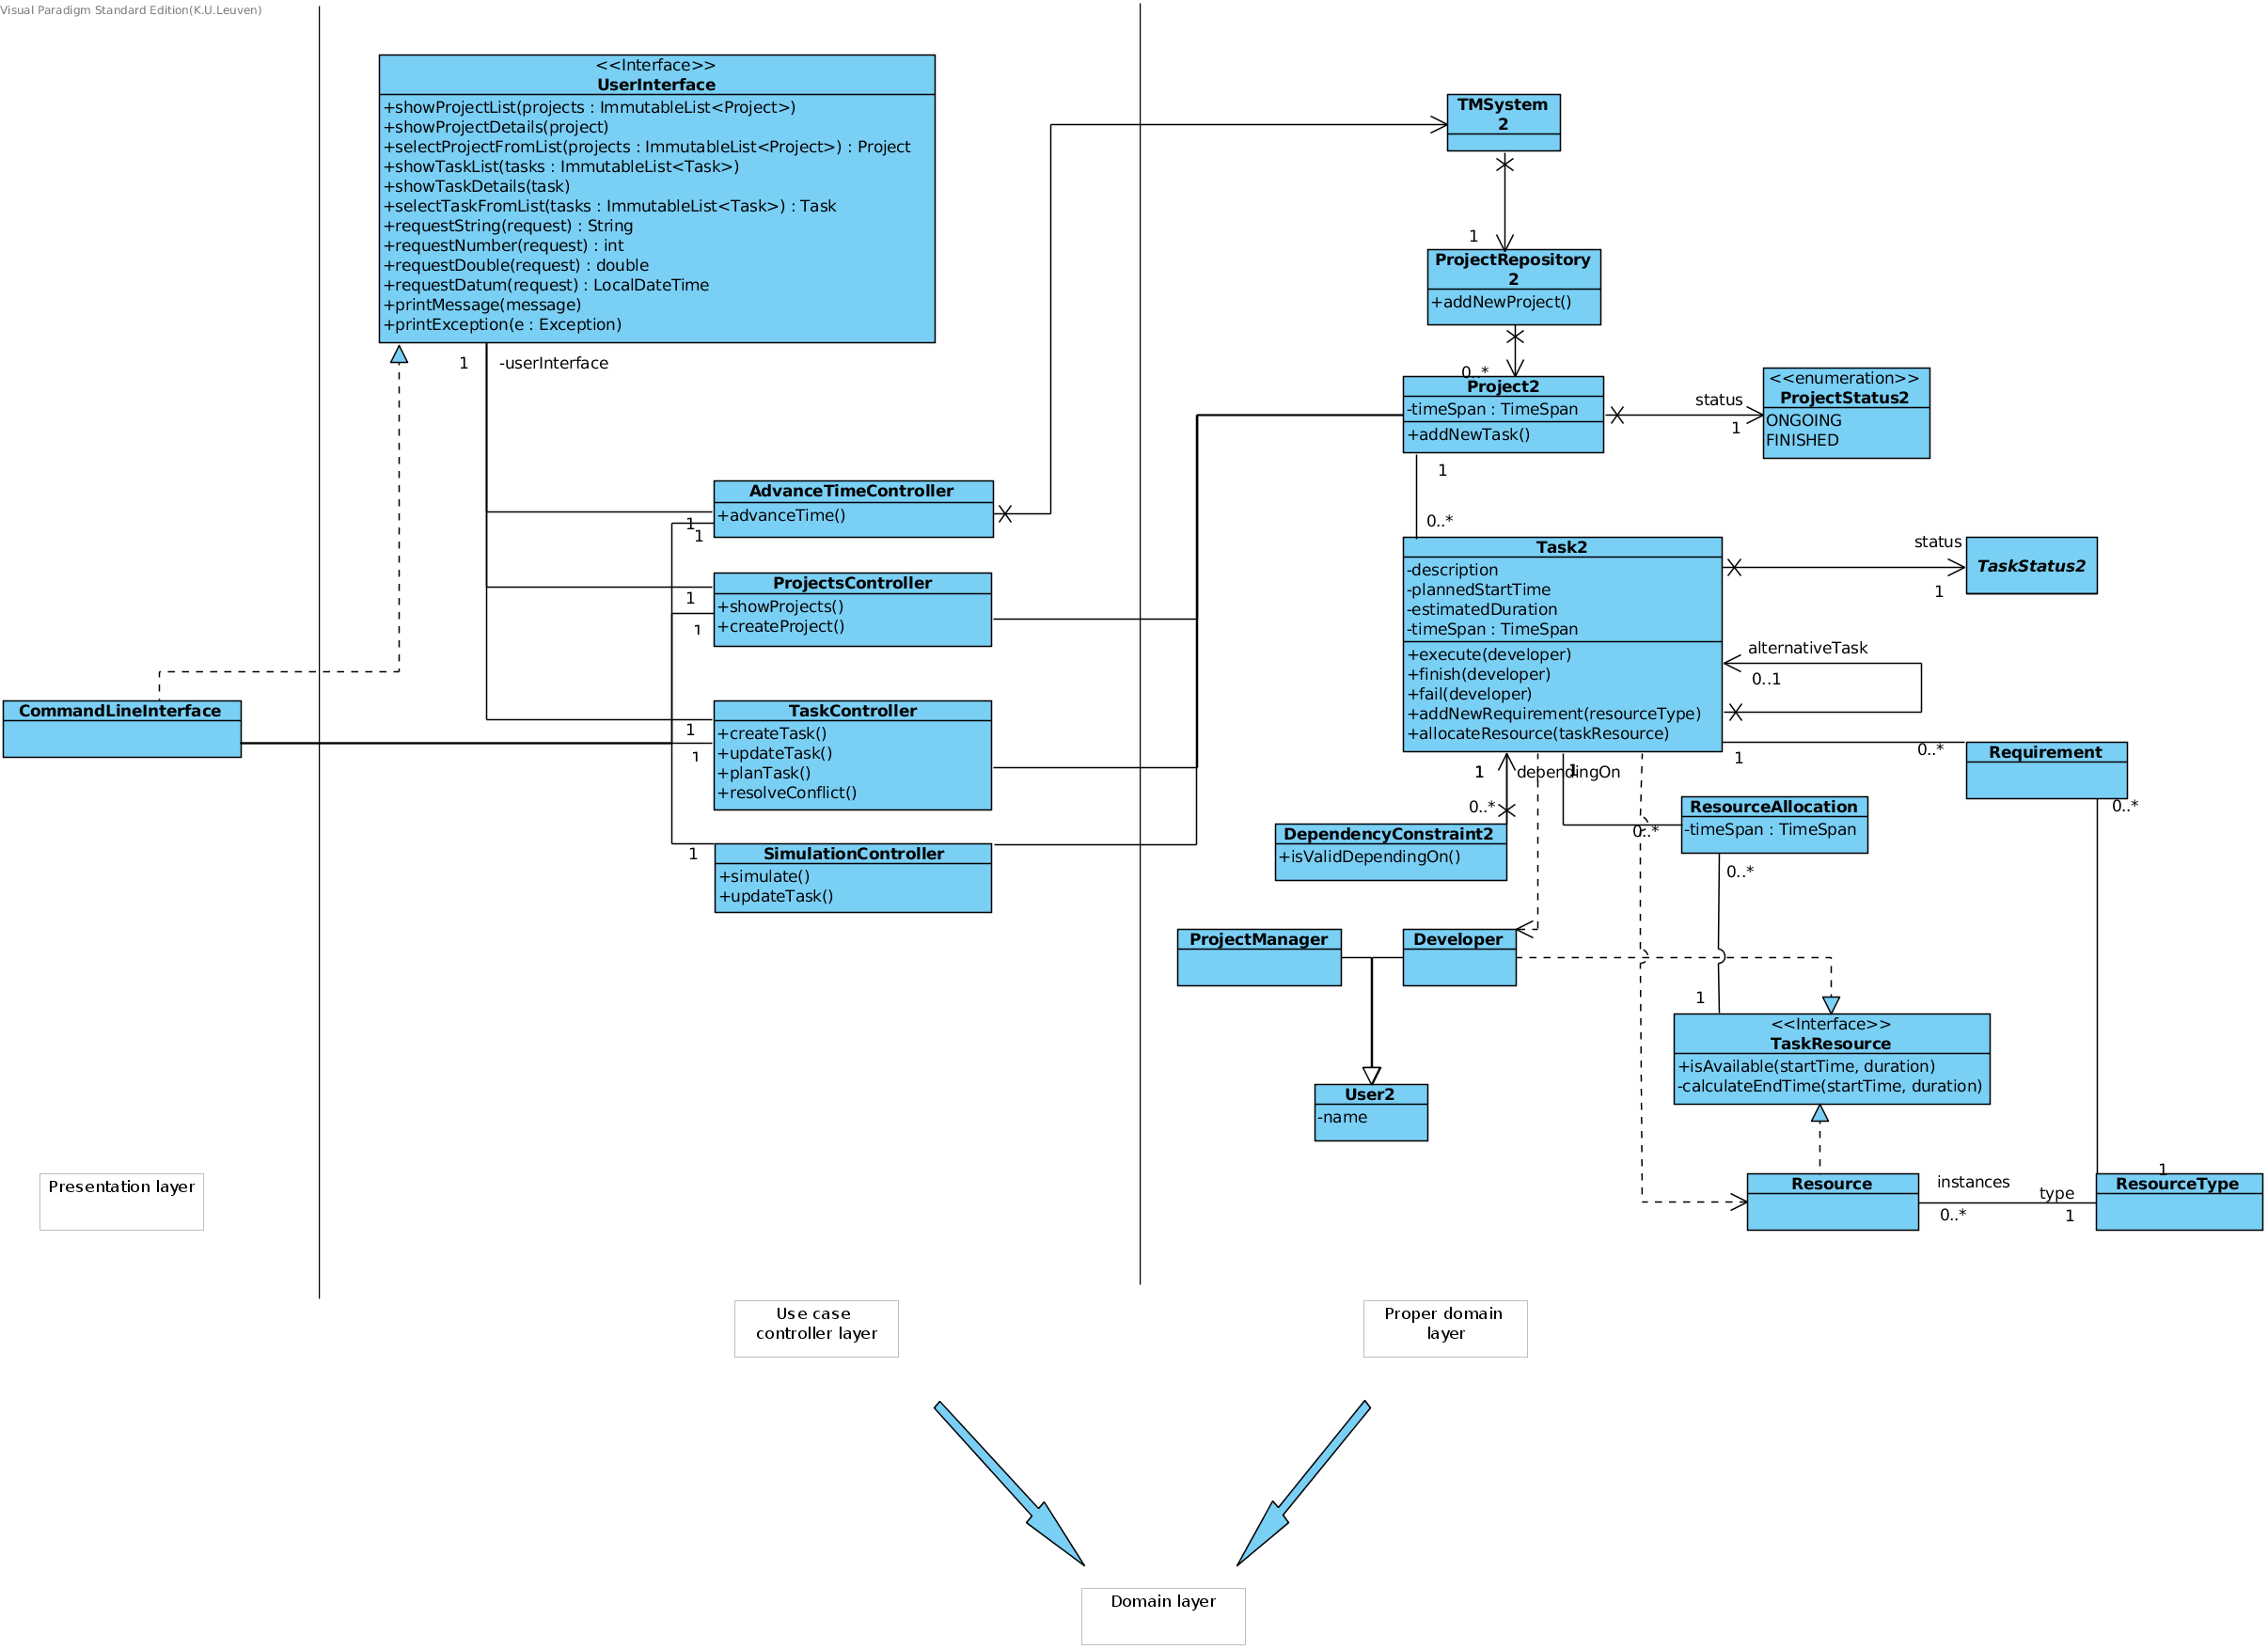 Visual Paradigm Standard Edition(K.U.Leuven)
<<Interface>>
UserInterface
+showProjectList(projects : ImmutableList<Project>)
+showProjectDetails(project)
+selectProjectFromList(projects : ImmutableList<Project>) : Project
+showTaskList(tasks : ImmutableList<Task>)
+showTaskDetails(task)
+selectTaskFromList(tasks : ImmutableList<Task>) : Task
+requestString(request) : String
+requestNumber(request) : int
+requestDouble(request) : double
+requestDatum(request) : LocalDateTime
+printMessage(message)
+printException(e : Exception)
1
-userInterface
AdvanceTimeController
+advanceTime()
1
1
ProjectsController
+showProjects()
+createProject()
1
1
CommandLineInterface
TaskController
+createTask()
+updateTask()
+planTask()
+resolveConflict()
1
1
SimulationController
+simulate()
+updateTask()
1
TMSystem
2
1
ProjectRepository
2
+addNewProject()
0..*
Project2
-timeSpan : TimeSpan
+addNewTask()
status
1
<<enumeration>>
ProjectStatus2
ONGOING
FINISHED
1
0..*
Task2
-description
-plannedStartTime
-estimatedDuration
-timeSpan : TimeSpan
+execute(developer)
+finish(developer)
+fail(developer)
+addNewRequirement(resourceType)
+allocateResource(taskResource)
status
1
TaskStatus2
alternativeTask
0..1
1
0..*
Requirement
0..*
1
dependingOn
1
0..*
DependencyConstraint2
+isValidDependingOn()
0..*
ResourceAllocation
-timeSpan : TimeSpan
0..*
ProjectManager
Developer
1
<<Interface>>
TaskResource
+isAvailable(startTime, duration)
-calculateEndTime(startTime, duration)
User2
-name
Resource
instances
0..*
type
1
1
ResourceType
Presentation layer
Use case
controller layer
Proper domain
layer
Domain layer